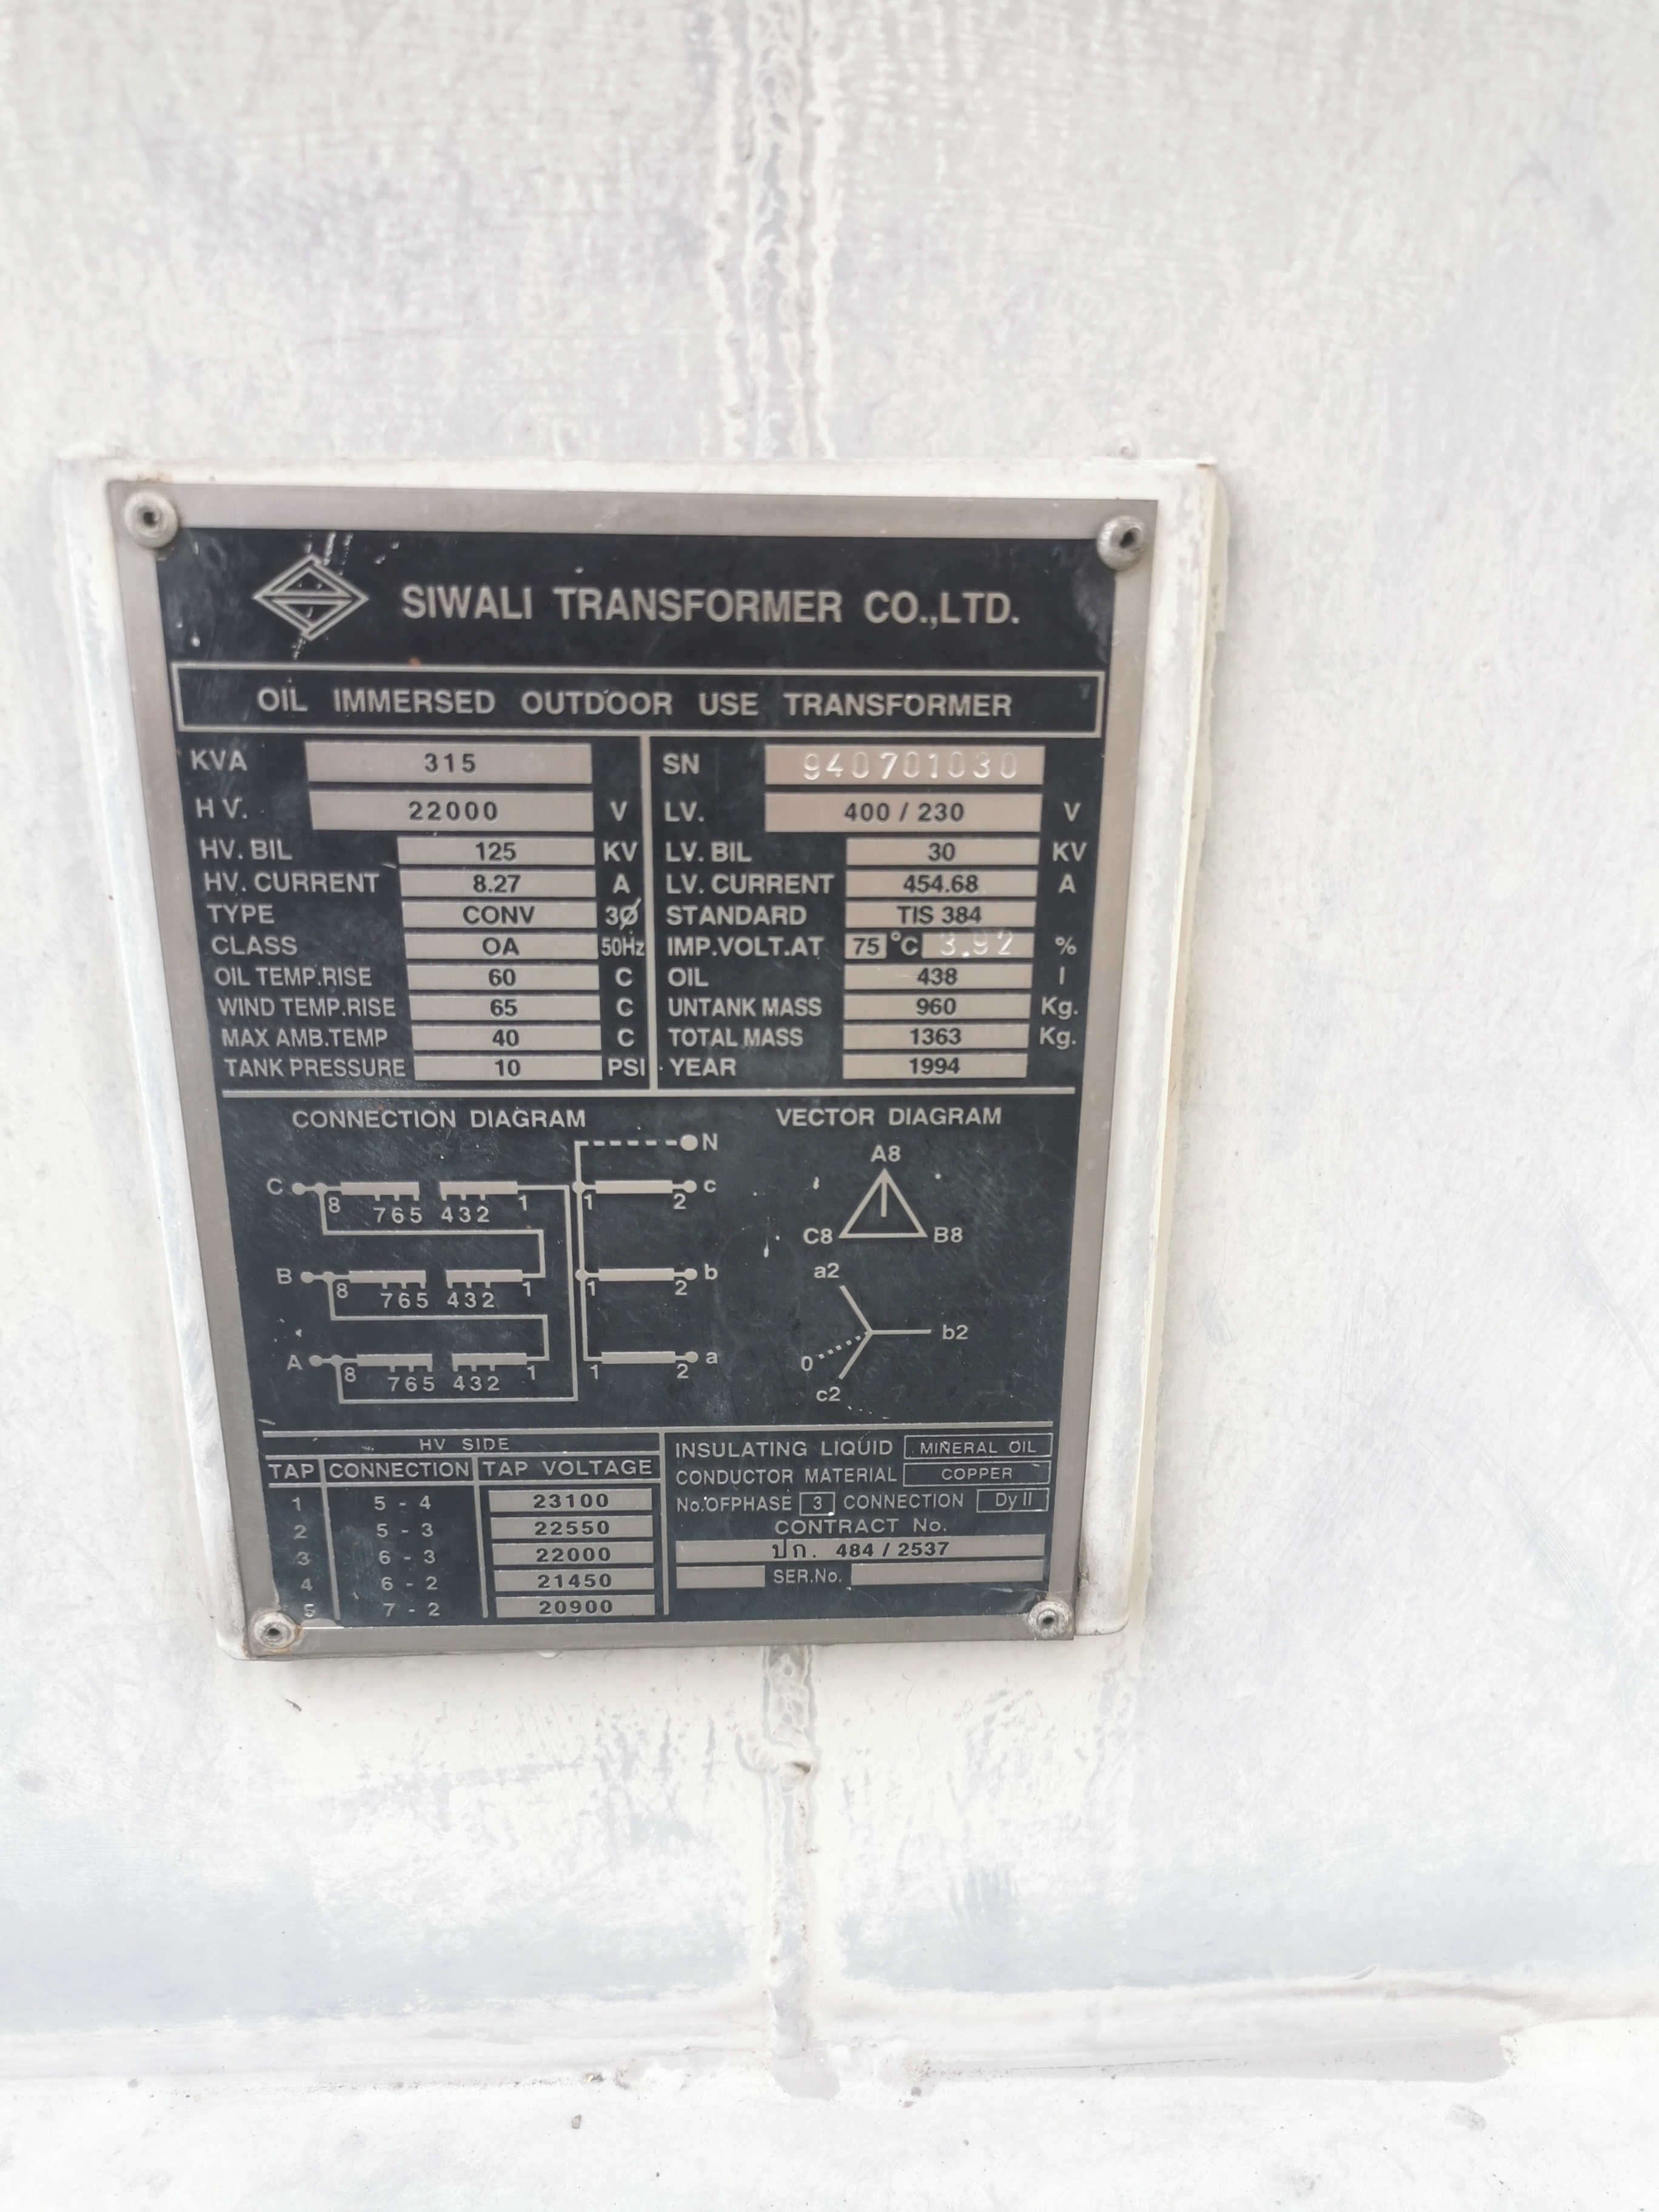 SIWALI TRANSFORMER CO.,LTD.
OIL IMMERSED OUTDOOR USE TRANSFORMER
KVA 315 SN 940701030
HV. 22000 V LV. 400 / 230 V
HV. BIL 125 KV LV. BIL 30 KV
HV. CURRENT 8.27 A LV. CURRENT 454.68 A
TYPE CONV 3Ø STANDARD TIS 384
CLASS OA 50Hz IMP.VOLT.AT 75 °C 3.92 %
OIL TEMP.RISE 60 C OIL 438 l
WIND TEMP.RISE 65 C UNTANK MASS 960 Kg.
MAX AMB.TEMP 40 C TOTAL MASS 1363 Kg.
TANK PRESSURE 10 PSI YEAR 1994
CONNECTION DIAGRAM VECTOR DIAGRAM
N
C 8 765 432 1 1 2 c
B 8 765 432 1 1 2 b
A 8 765 432 1 1 2 a
A8
C8 B8
a2
b2
0
c2
HV SIDE
TAP CONNECTION TAP VOLTAGE
1 5 - 4 23100
2 5 - 3 22550
3 6 - 3 22000
4 6 - 2 21450
5 7 - 2 20900
INSULATING LIQUID MINERAL OIL
CONDUCTOR MATERIAL COPPER
No.OFPHASE 3 CONNECTION Dy II
CONTRACT No.
ปก. 484 / 2537
SER.No.